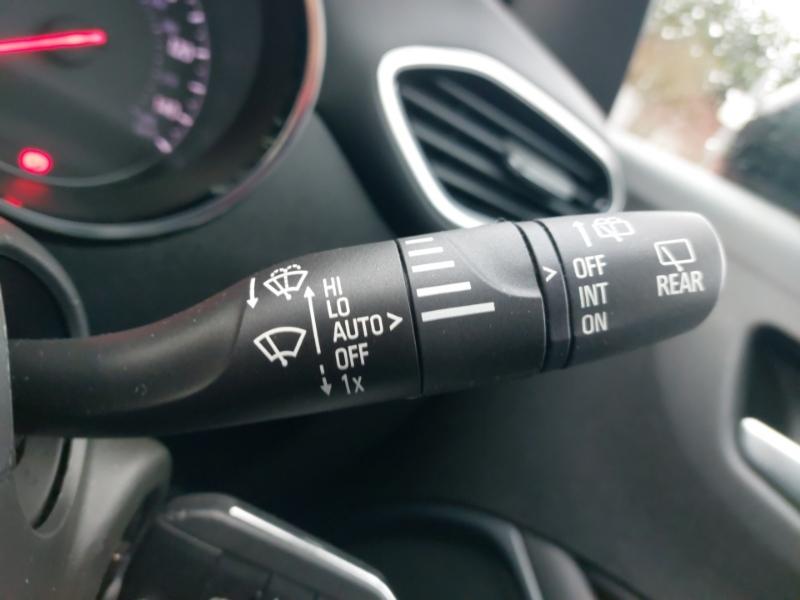 HI
LO
AUTO >
OFF
1x
>
OFF
INT
ON
REAR